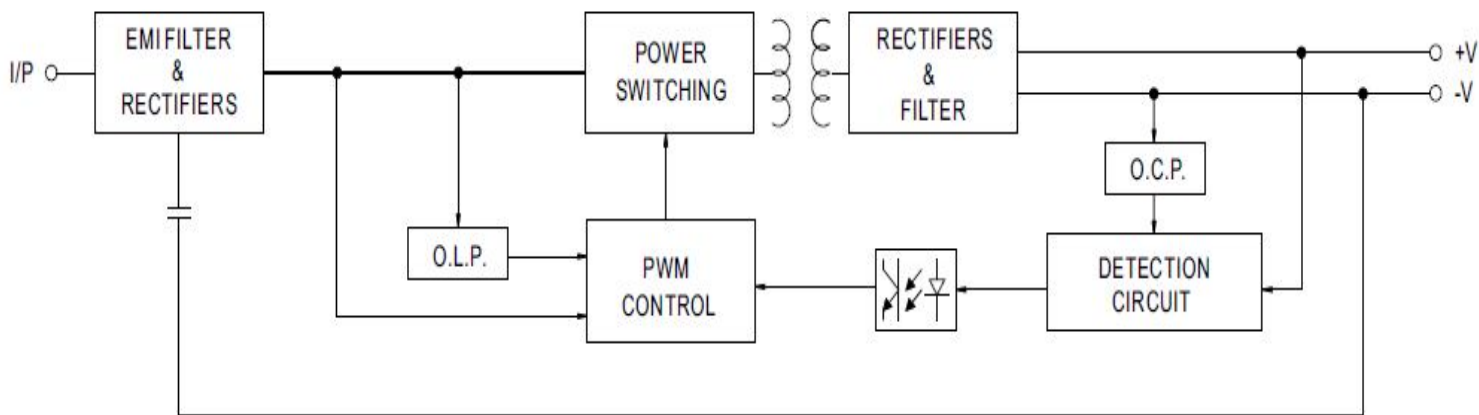 I/P
EMI FILTER
&
RECTIFIERS
POWER
SWITCHING
RECTIFIERS
&
FILTER
+V
-V
O.C.P.
O.L.P.
PWM
CONTROL
DETECTION
CIRCUIT